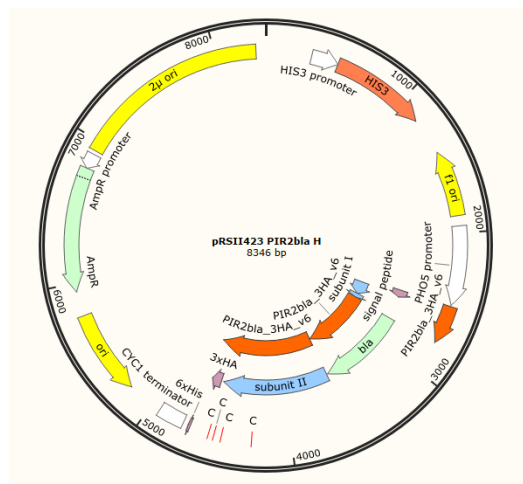 8000
HIS3 promoter
HIS3
1000
f1 ori
2000
PHO5 promoter
PIR2bla_3HA_v6
3000
signal peptide
subunit I
PIR2bla_3HA_v6
PIR2bla_3HA_v6
bla
subunit II
3xHA
4000
C
C
C
C
6xHis
CYC1 terminator
5000
ori
6000
AmpR
AmpR promoter
7000
2μ ori
pRSII423 PIR2bla H
8346 bp